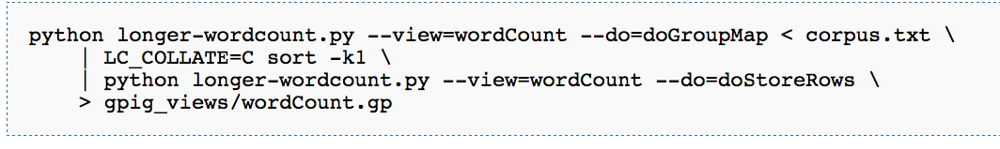 python longer-wordcount.py --view=wordCount --do=doGroupMap < corpus.txt \
| LC_COLLATE=C sort -k1 \
| python longer-wordcount.py --view=wordCount --do=doStoreRows \
> gpig_views/wordCount.gp